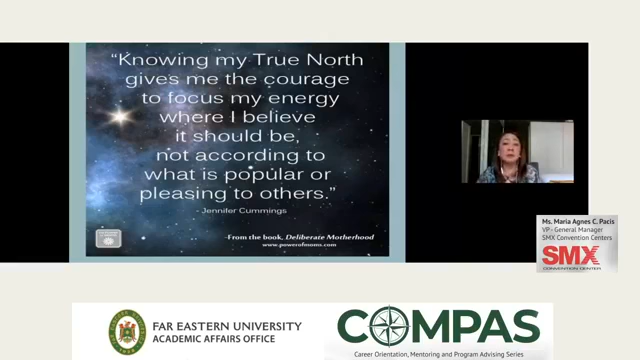 “Knowing my True North
gives me the courage
to focus my energy
where I believe
it should be,
not according to
what is popular or
pleasing to others.”
- Jennifer Cummings
-From the book, Deliberate Motherhood
www.powerofmoms.com
Ms. Maria Agnes C. Pacis
VP - General Manager
SMX Convention Centers
SMX
CONVENTION CENTER
FAR EASTERN UNIVERSITY
ACADEMIC AFFAIRS OFFICE
COMPAS
Career Orientation, Mentoring and Program Advising Series